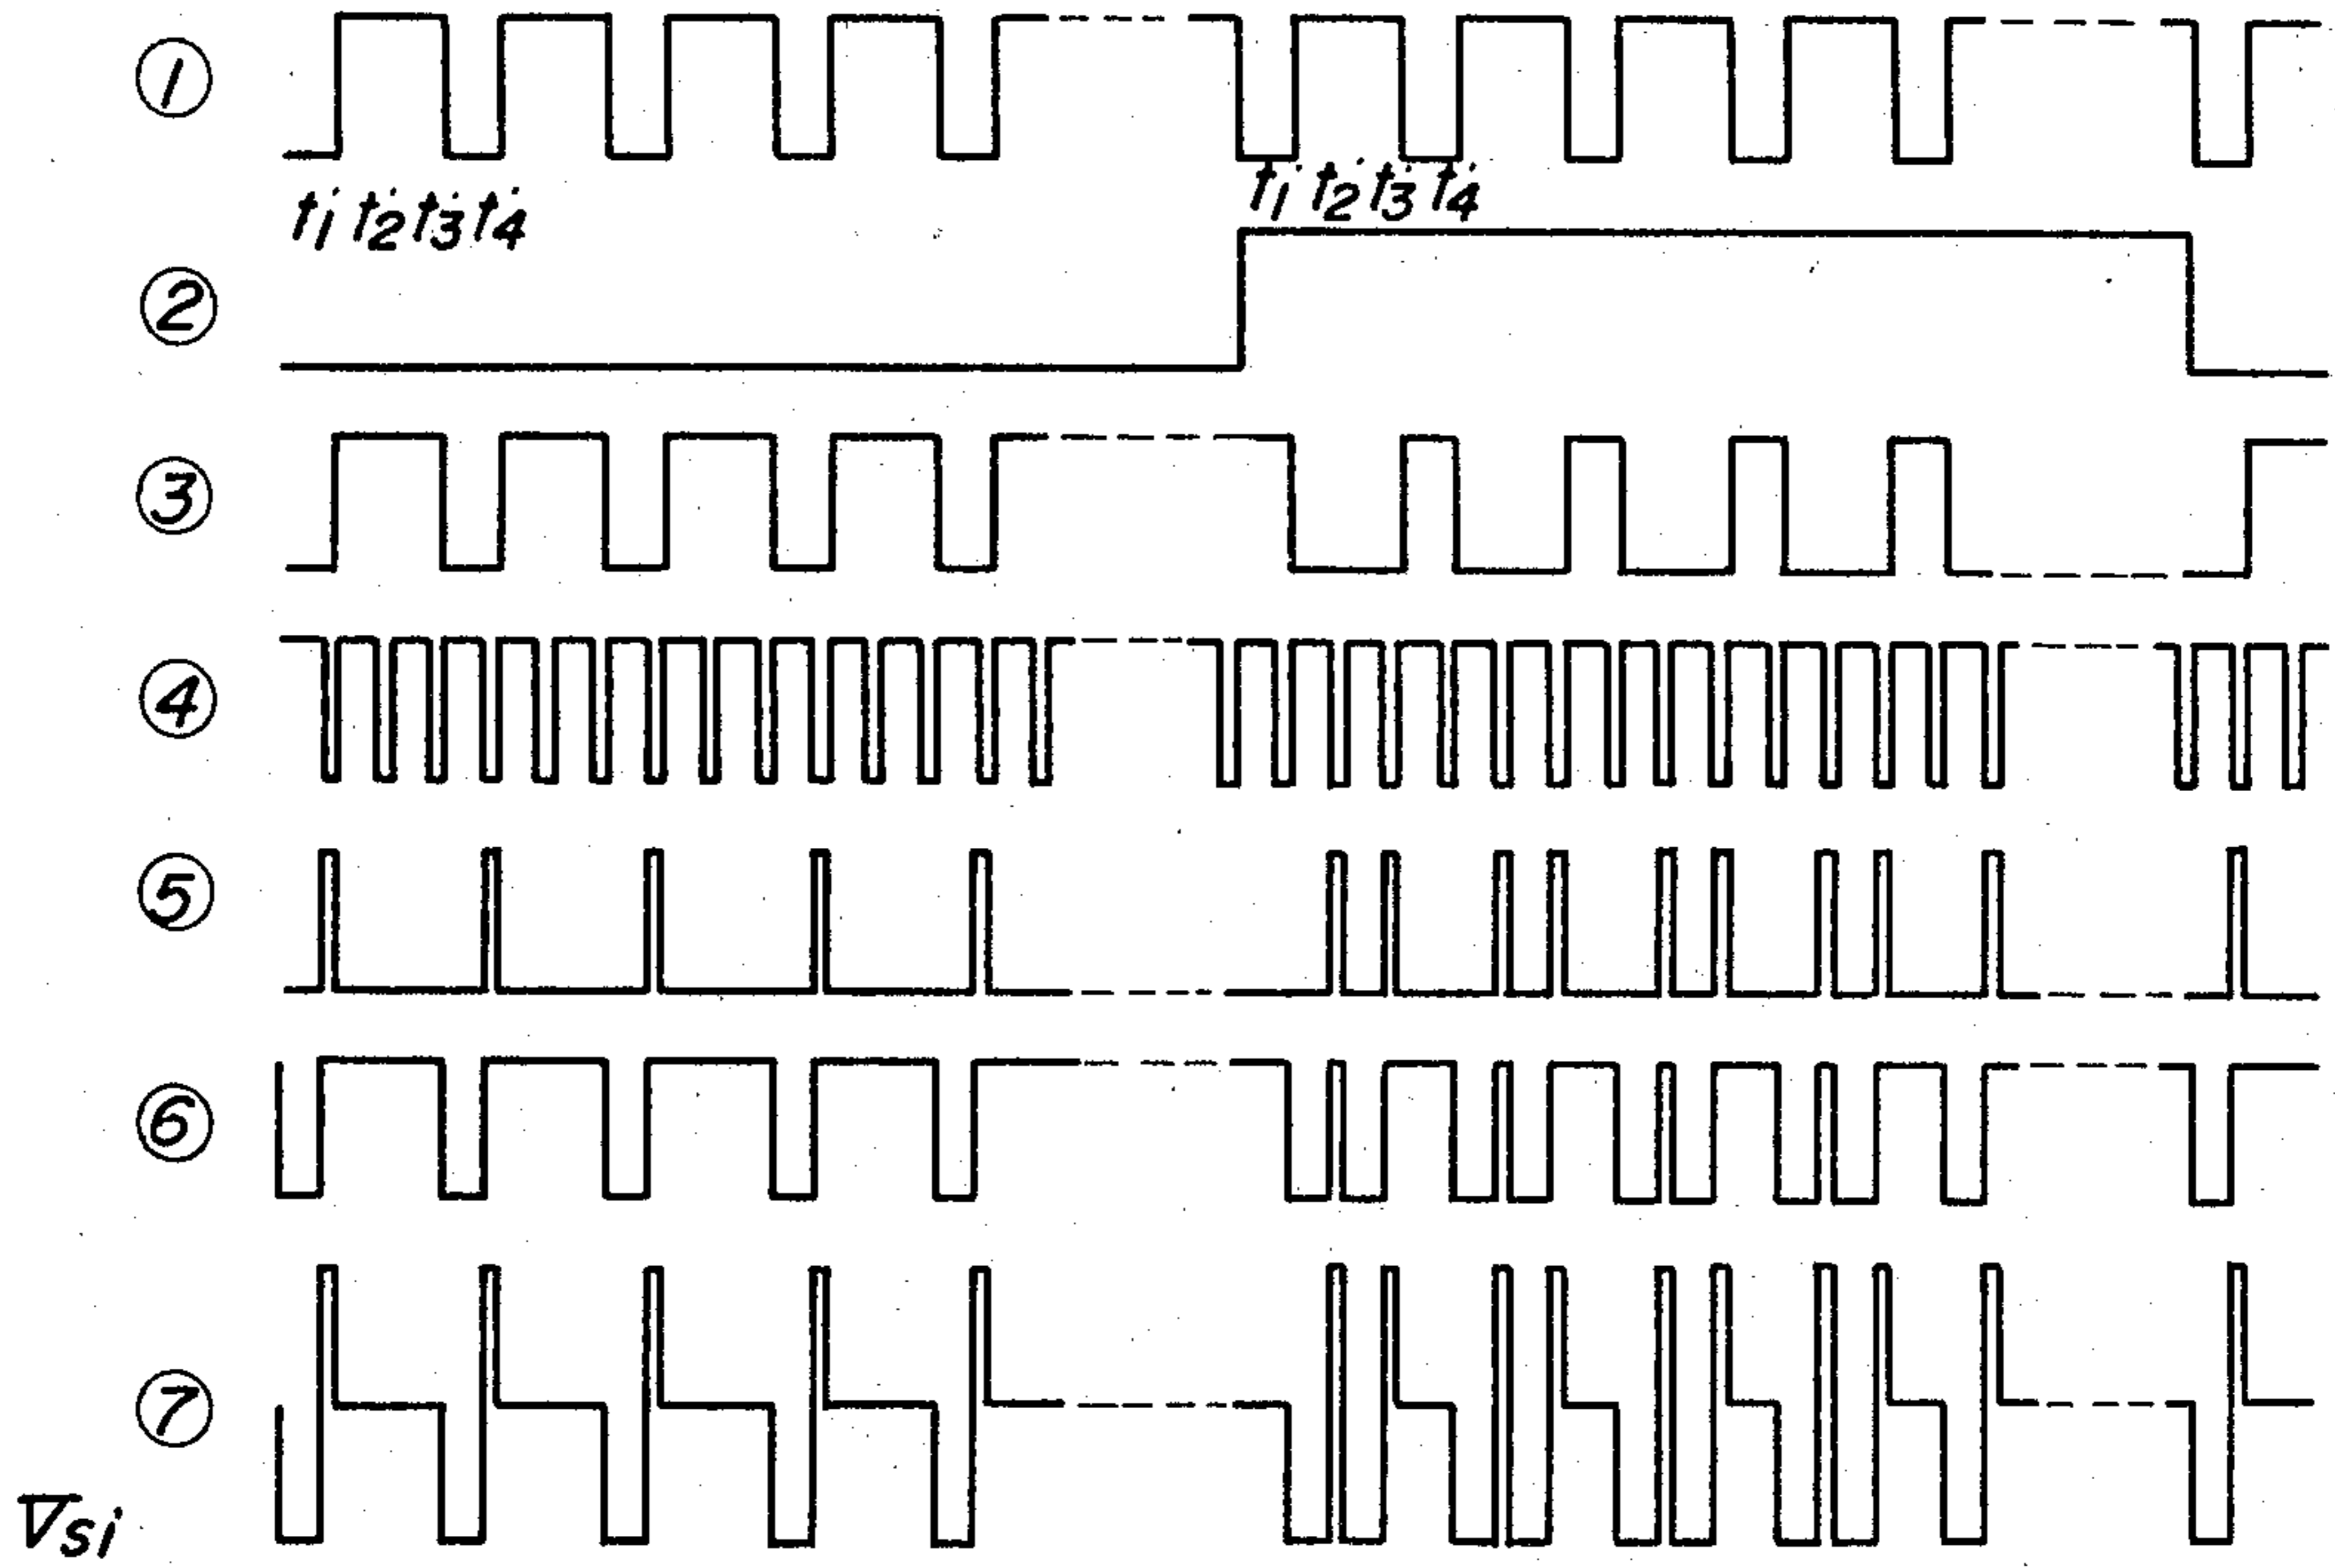 ①
t₁ t₂ t₃ t₄
t₁ t₂ t₃ t₄
②
③
④
⑤
⑥
⑦
Vsi